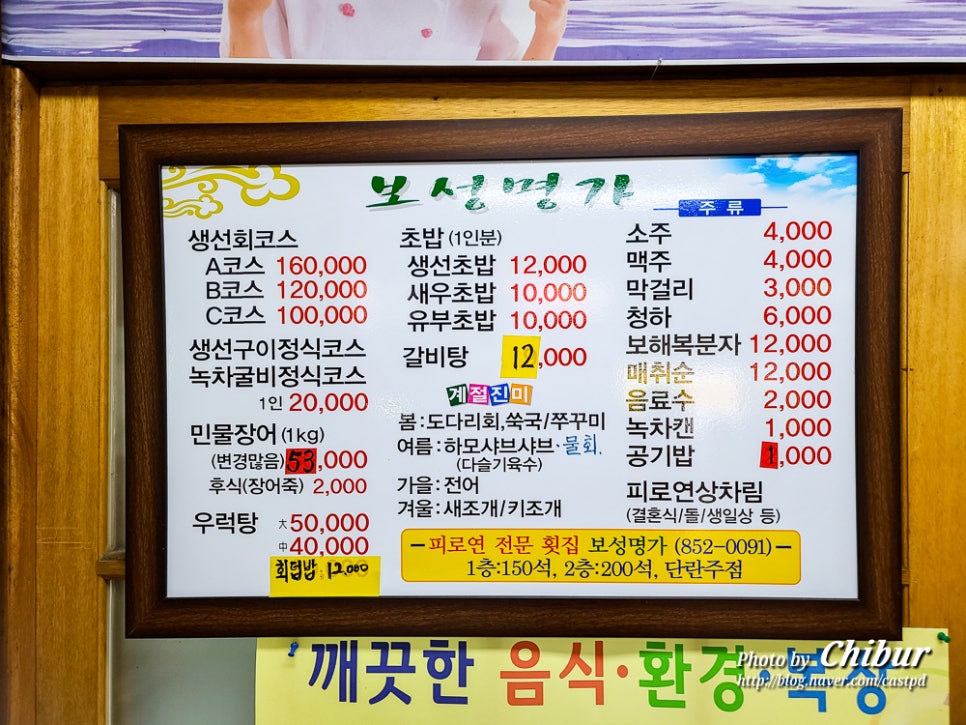 보성명가
생선회코스
A코스 160,000
B코스 120,000
C코스 100,000
생선구이정식코스
녹차굴비정식코스
1인 20,000
민물장어 (1kg)
(변경많음) 53,000
후식(장어죽) 2,000
우럭탕 大 50,000
中 40,000
회덮밥 : 12000
초밥 (1인분)
생선초밥 12,000
새우초밥 10,000
유부초밥 10,000
갈비탕 12,000
계절진미
봄:도다리회,쑥국/쭈꾸미
여름:하모샤브샤브·물회.
(다슬기육수)
가을:전어
겨울:새조개/키조개
주류
소주 4,000
맥주 4,000
막걸리 3,000
청하 6,000
보해복분자 12,000
매취순 12,000
음료수 2,000
녹차캔 1,000
공기밥 1,000
피로연상차림
(결혼식/돌/생일상 등)
-피로연 전문 횟집 보성명가 (852-0091)-
1층:150석, 2층:200석, 단란주점
깨끗한 음식·환경·복장
Photo by Chibur
http://blog.naver.com/castpd